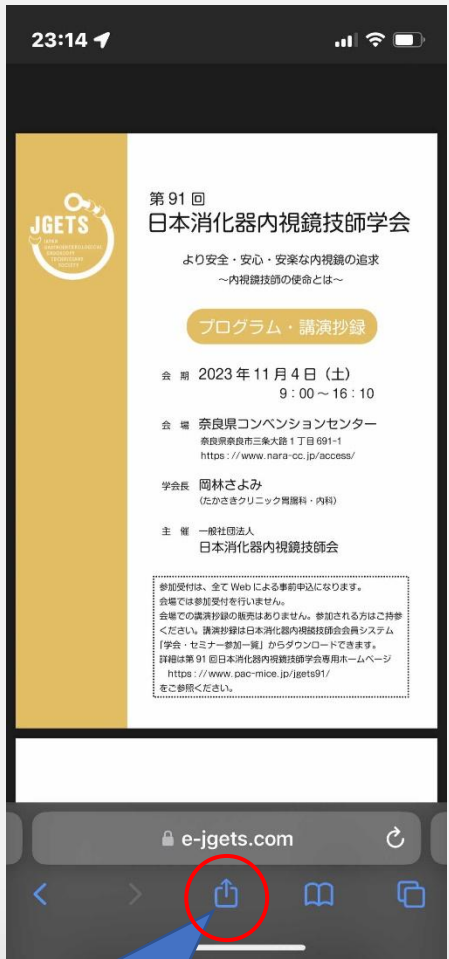 23:14
JGETS
JAPAN
GASTROENTEROLOGICAL
ENDOSCOPY
TECHNICIANS
SOCIETY
第 91 回
日本消化器内視鏡技師学会
より安全・安心・安楽な内視鏡の追求
～内視鏡技師の使命とは～
プログラム・講演抄録
会 期 2023 年 11 月 4 日（土）
9：00 ～ 16：10
会 場 奈良県コンベンションセンター
奈良県奈良市三条大路 1 丁目 691-1
https://www.nara-cc.jp/access/
学会長 岡林さよみ
（たかさきクリニック胃腸科・内科）
主 催 一般社団法人
日本消化器内視鏡技師会
参加受付は、全て Web による事前申込になります。
会場では参加受付を行いません。
会場での講演抄録の販売はありません。参加される方はご持参
ください。講演抄録は日本消化器内視鏡技師会会員システム
「学会・セミナー参加一覧」からダウンロードできます。
詳細は第 91 回日本消化器内視鏡技師学会専用ホームページ
https://www.pac-mice.jp/jgets91/
をご参照ください。
e-jgets.com